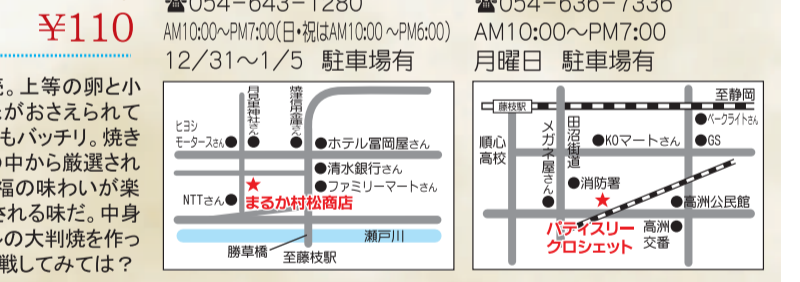 ¥110
売。上等の卵と小
がおさえられて
もバッチリ。焼き
の中から厳選され
福の味わいが楽
される味だ。中身
ルの大判焼を作っ
戦してみては？
☎054-643-1280
AM10:00〜PM7:00(日・祝はAM10:00〜PM6:00)
12/31〜1/5 駐車場有
月見里神社さん
焼津信用金庫さん
ヒヨシ
モータースさん
ホテル冨岡屋さん
清水銀行さん
ファミリーマートさん
NTTさん
まるか村松商店
瀬戸川
勝草橋
至藤枝駅
☎054-636-7336
AM10:00〜PM7:00
月曜日 駐車場有
至静岡
藤枝駅
順心
高校
メガネ屋さん
田沼街道
ベークライトさん
KOマートさん
GS
消防署
高洲公民館
パティスリー
クロシェット
高洲
交番